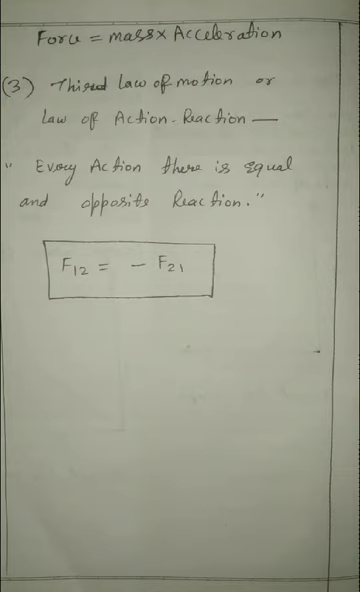 Force = mass x Acceleration
(3) Third law of motion or
Law of Action - Reaction —
" Every Action there is equal
and opposite Reaction."
F12 = - F21